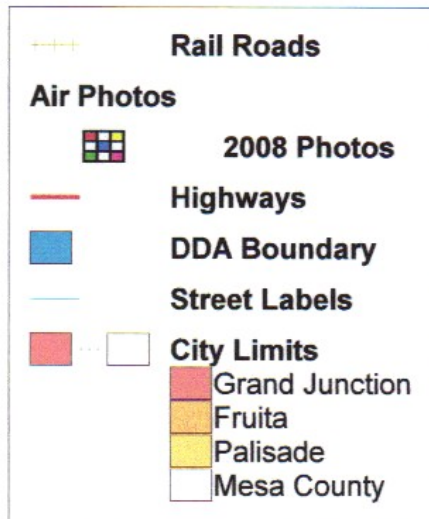 Rail Roads
Air Photos
2008 Photos
Highways
DDA Boundary
Street Labels
City Limits
Grand Junction
Fruita
Palisade
Mesa County